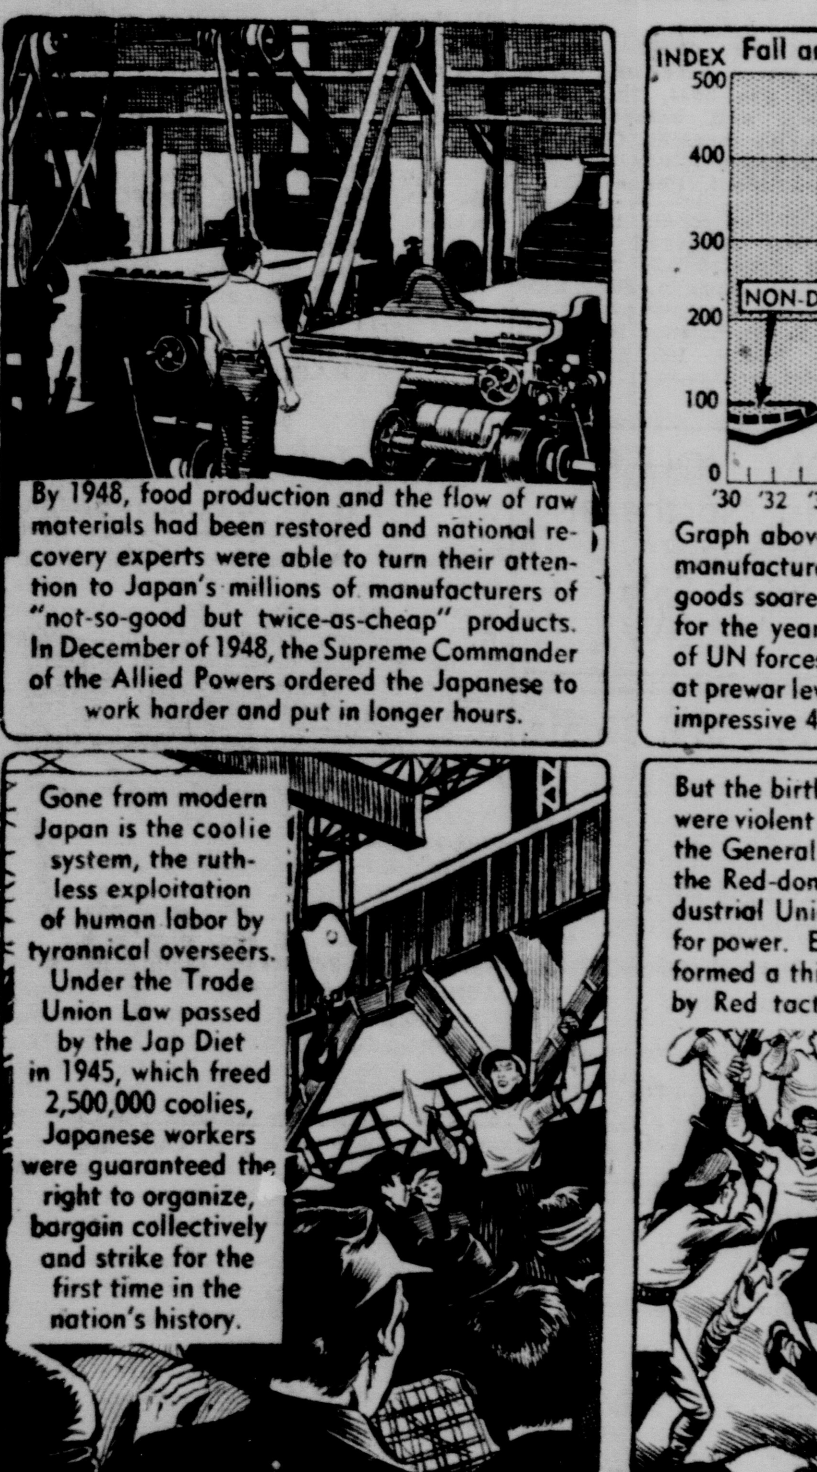 By 1948, food production and the flow of raw
materials had been restored and national re-
covery experts were able to turn their atten-
tion to Japan's millions of manufacturers of
"not-so-good but twice-as-cheap" products.
In December of 1948, the Supreme Commander
of the Allied Powers ordered the Japanese to
work harder and put in longer hours.
INDEX Fall
500
400
300
NON-D
200
100
0
'30 '32
Graph
manufacture
goods soare
for the year
of UN forces
at prewar
impressive 4
Gone from modern
Japan is the coolie
system, the ruth-
less exploitation
of human labor by
tyrannical overseers.
Under the Trade
Union Law passed
by the Jap Diet
in 1945, which freed
2,500,000 coolies,
Japanese workers
were guaranteed the
right to organize,
bargain collectively
and strike for the
first time in the
nation's history.
But the birth
were violent
the General
the Red-dom
dustrial Uni
for power.
formed a thi
by Red tact